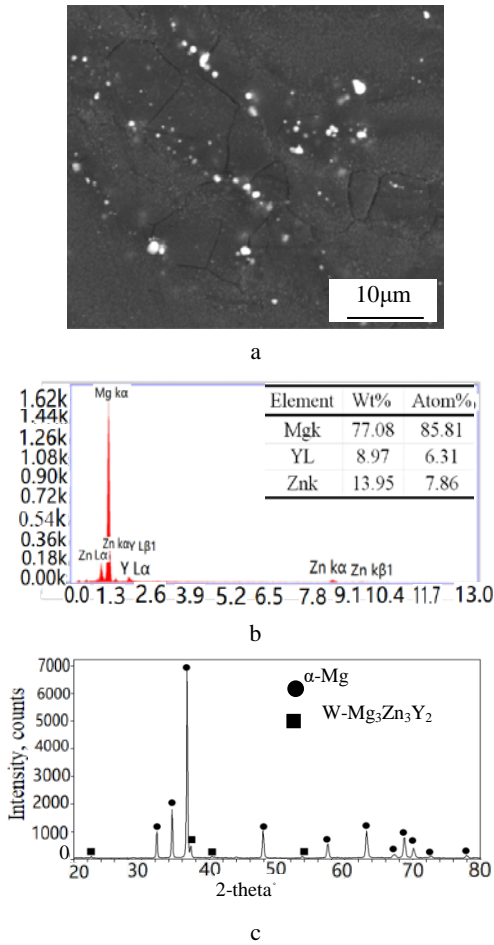 10μm
a
1.62k
1.44k
1.26k
1.08k
0.90k
0.72k
0.54k
0.36k
0.18k
0.00k
Mg kα
Zn Lα
Zn kα
Y Lβ1
Y Lα
Zn kα
Zn kβ1
Element Wt% Atom%
Mgk 77.08 85.81
YL 8.97 6.31
Znk 13.95 7.86
0.0 1.3 2.6 3.9 5.2 6.5 7.8 9.1 10.4 11.7 13.0
b
Intensity, counts
7000
6000
5000
4000
3000
2000
1000
0
α-Mg
W-Mg₃Zn₃Y₂
20 30 40 50 60 70 80
2-theta
c